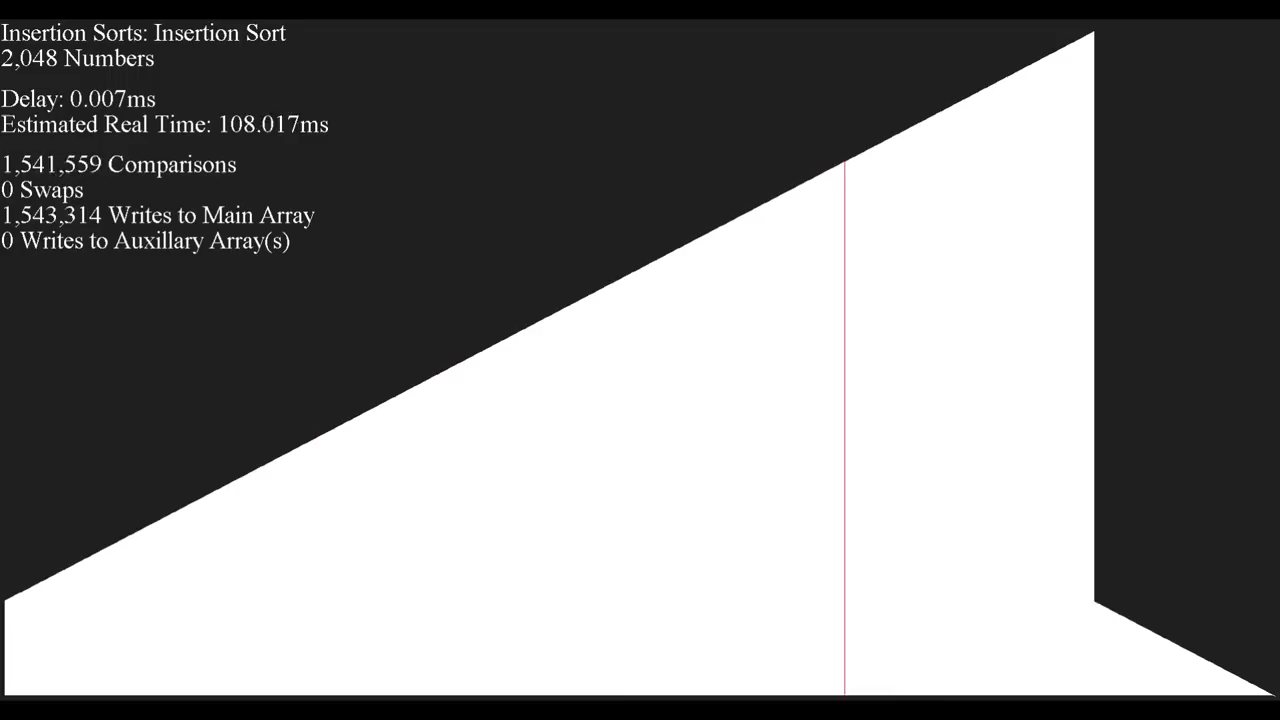 Insertion Sorts: Insertion Sort
2,048 Numbers
Delay: 0.007ms
Estimated Real Time: 108.017ms
1,541,559 Comparisons
0 Swaps
1,543,314 Writes to Main Array
0 Writes to Auxillary Array(s)